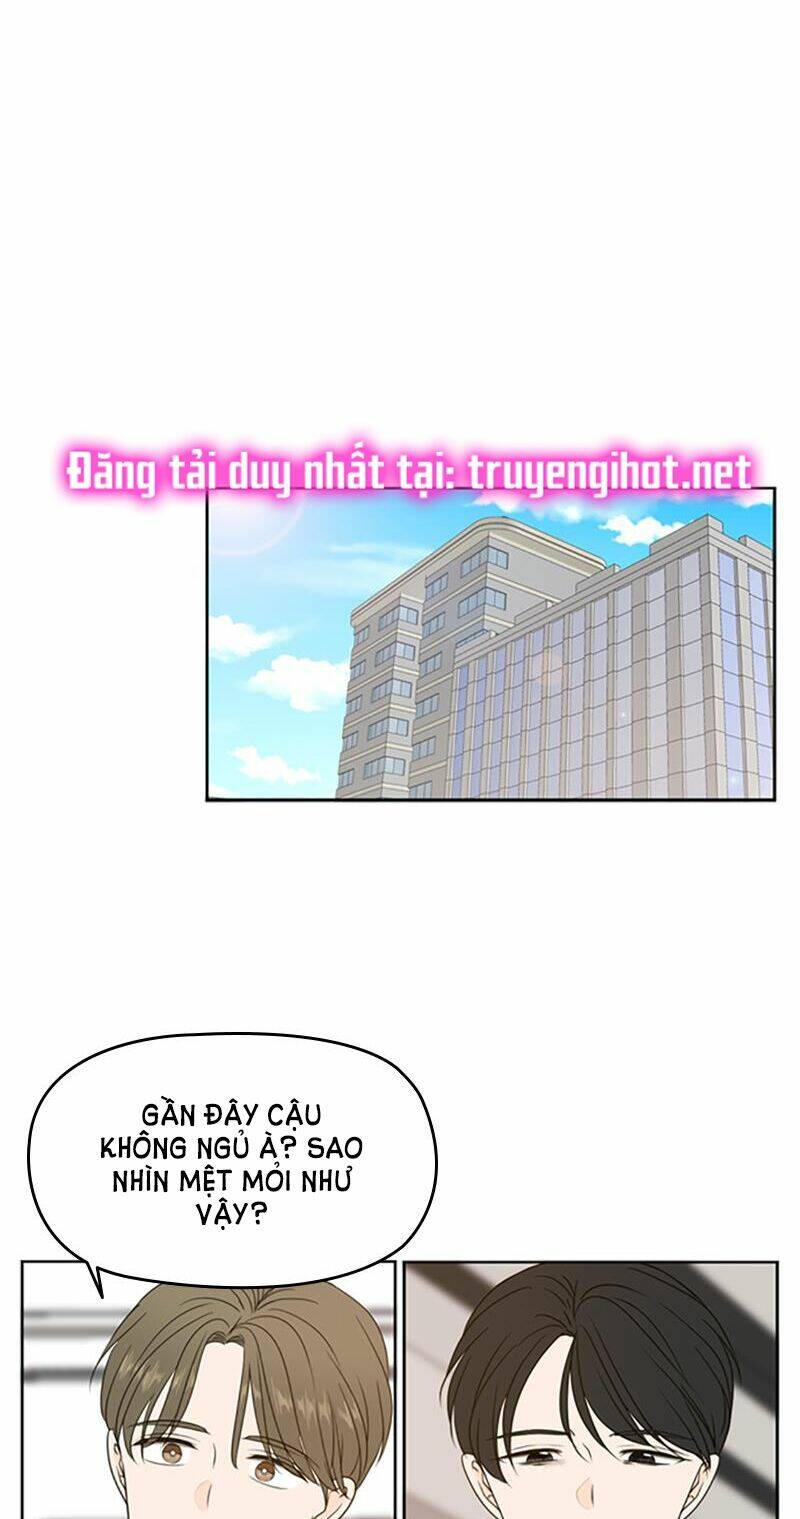 Đăng tải duy nhất tại: truyengihot.net
GẦN ĐÂY CẬU
KHÔNG NGỦ À? SAO
NHÌN MỆT MỎI NHƯ
VẬY?